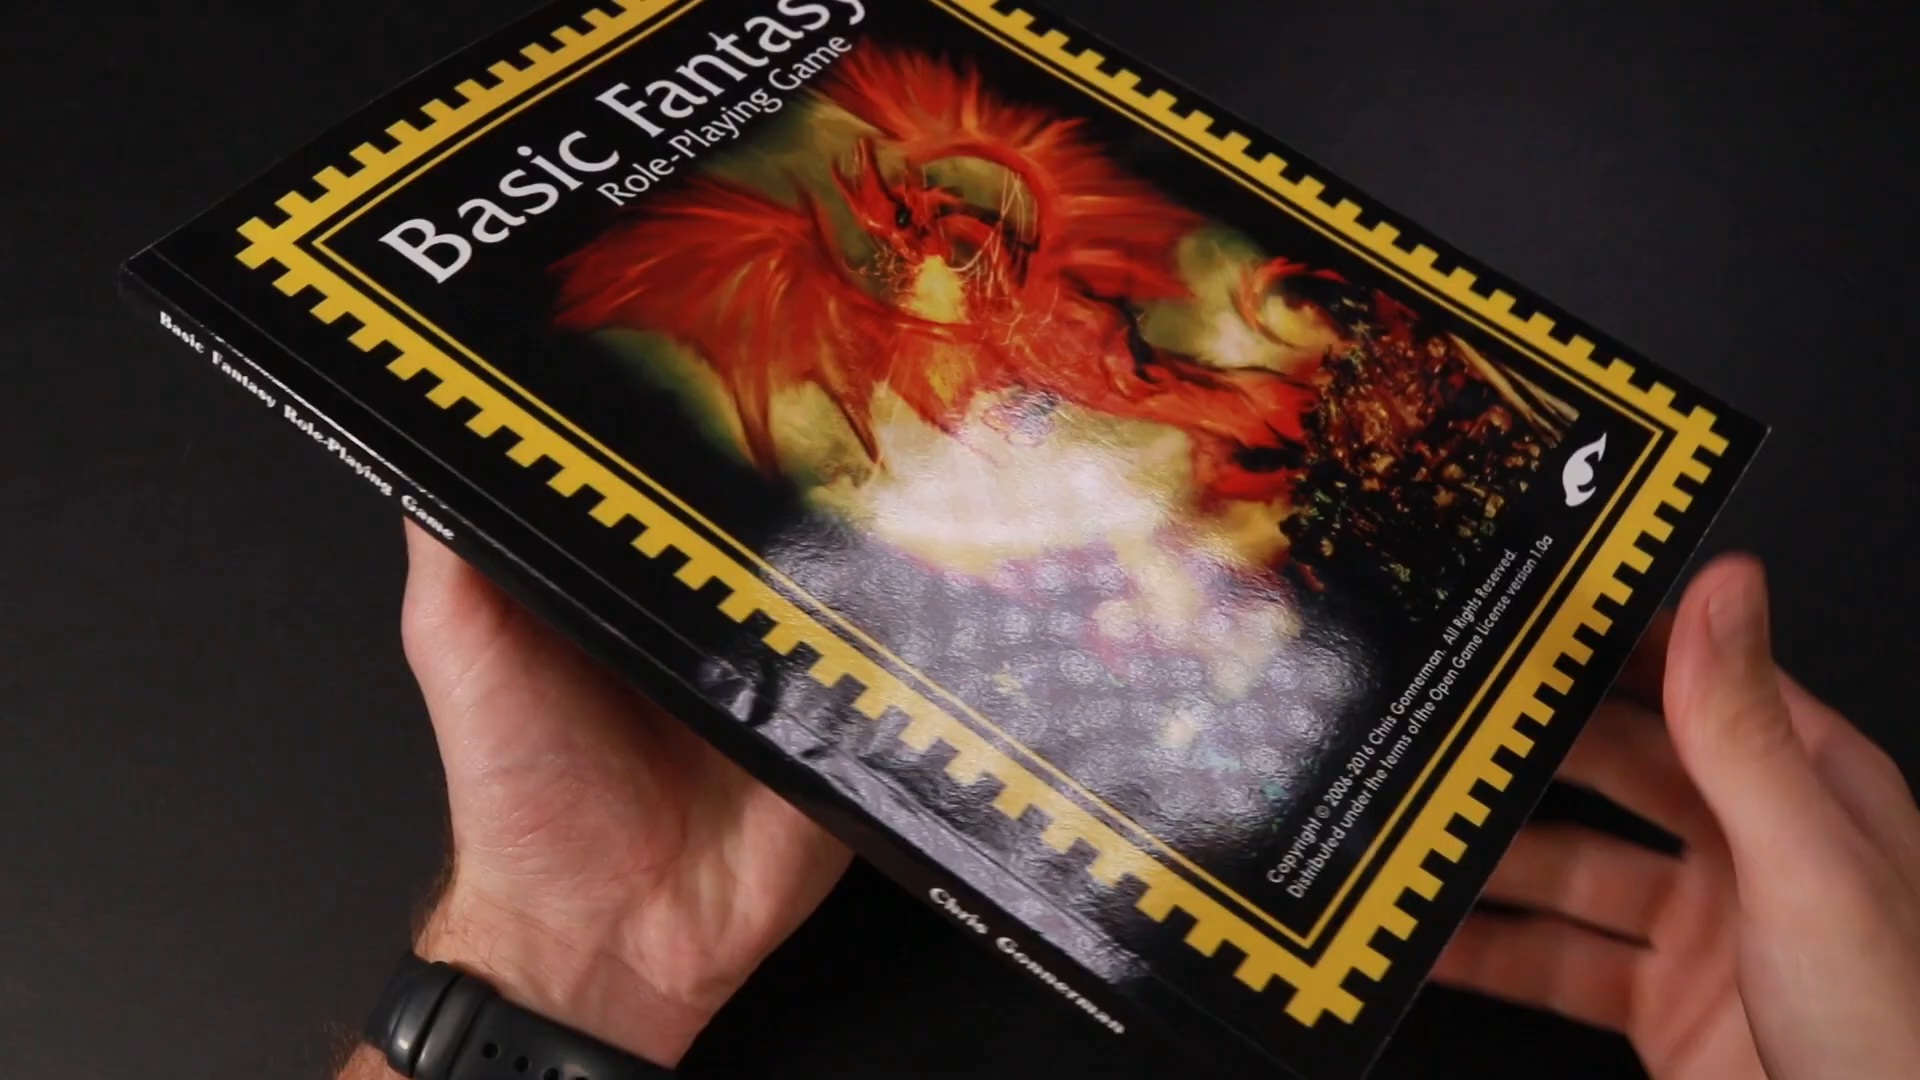 Basic Fantasy
Role-Playing Game
Copyright © 2006-2016 Chris Gonnerman. All Rights Reserved.
Distributed under the terms of the Open Game License version 1.0a
Basic Fantasy Role-Playing Game
Chris Gonnerman